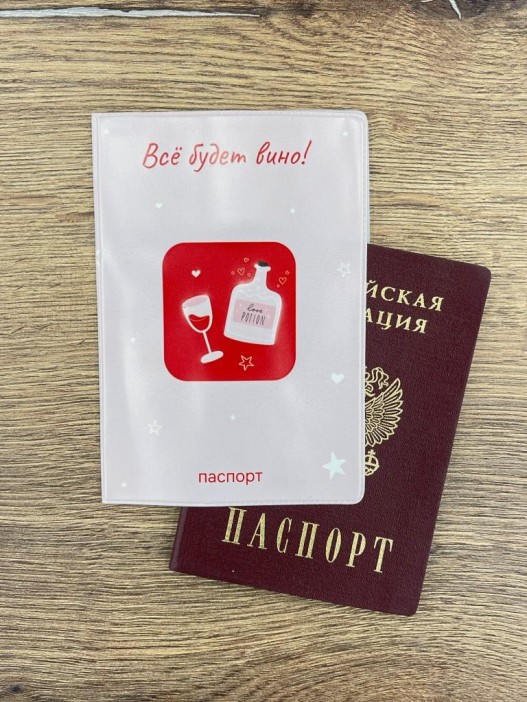 Всё будет вино!
love
POTION
паспорт
ЙСКАЯ
АЦИЯ
ПАСПОРТ